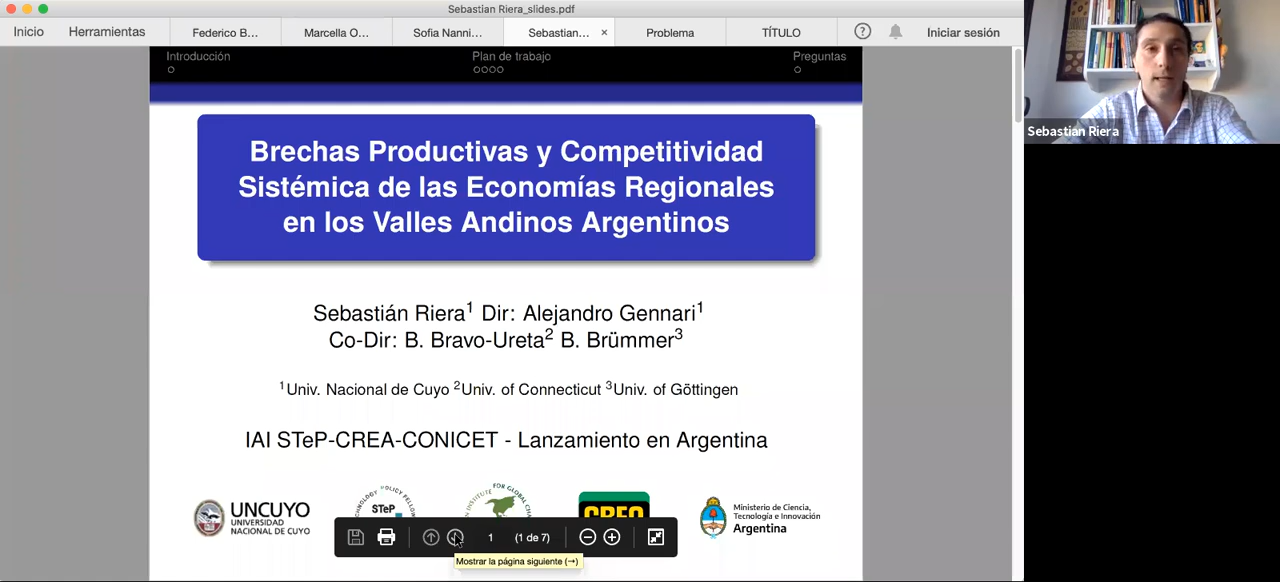 Sebastian Riera_slides.pdf
Inicio
Herramientas
Federico B...
Marcella O...
Sofia Nanni...
Sebastian...
×
Problema
TÍTULO
?
Iniciar sesión
Introducción
Plan de trabajo
Preguntas
Sebastian Riera
Brechas Productivas y Competitividad
Sistémica de las Economías Regionales
en los Valles Andinos Argentinos
Sebastián Riera¹ Dir: Alejandro Gennari¹
Co-Dir: B. Bravo-Ureta² B. Brümmer³
¹Univ. Nacional de Cuyo ²Univ. of Connecticut ³Univ. of Göttingen
IAI STeP-CREA-CONICET - Lanzamiento en Argentina
UNCUYO
UNIVERSIDAD
NACIONAL DE CUYO
STeP
CREA
Ministerio de Ciencia,
Tecnología e Innovación
Argentina
1
(1 de 7)
Mostrar la página siguiente (→)